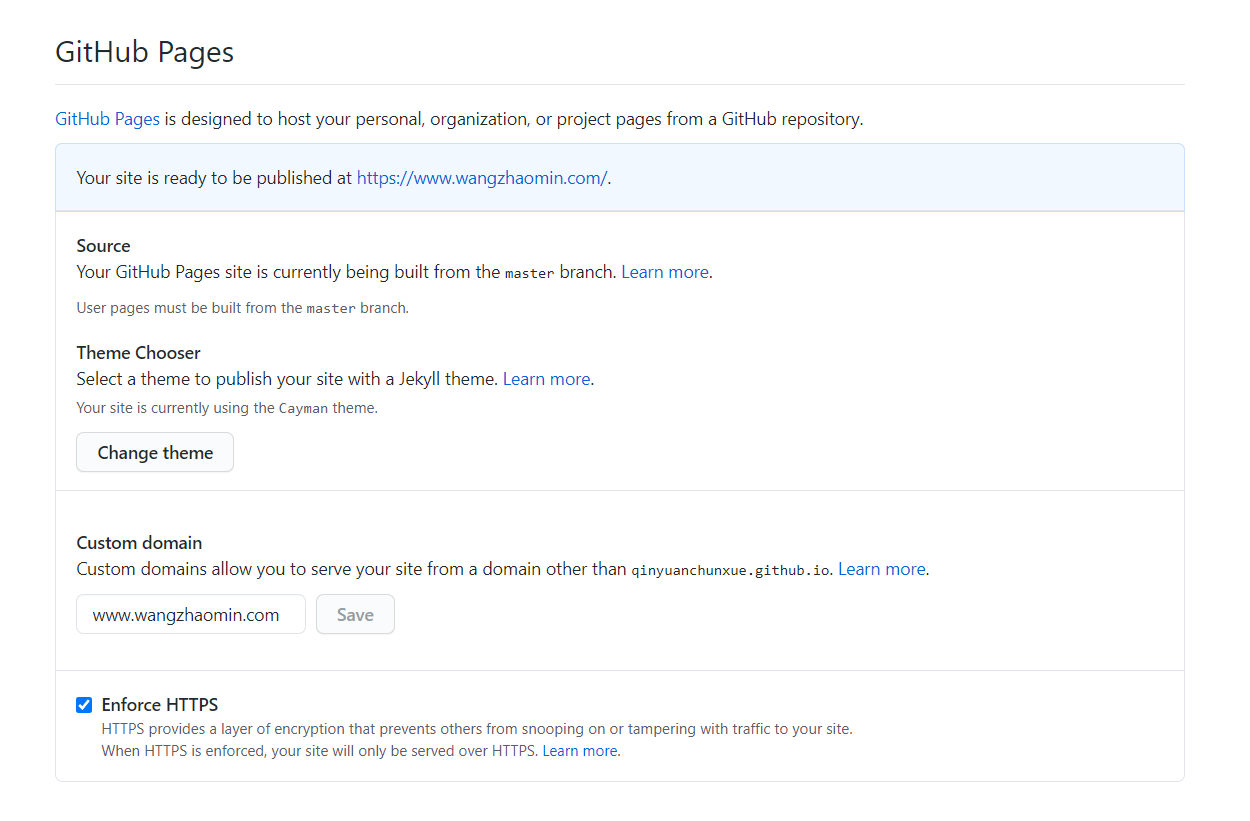 GitHub Pages
GitHub Pages is designed to host your personal, organization, or project pages from a GitHub repository.
Your site is ready to be published at https://www.wangzhaomin.com/.
Source
Your GitHub Pages site is currently being built from the master branch. Learn more.
User pages must be built from the master branch.
Theme Chooser
Select a theme to publish your site with a Jekyll theme. Learn more.
Your site is currently using the Cayman theme.
Change theme
Custom domain
Custom domains allow you to serve your site from a domain other than qinyuanchunxue.github.io. Learn more.
www.wangzhaomin.com Save
Enforce HTTPS
HTTPS provides a layer of encryption that prevents others from snooping on or tampering with traffic to your site.
When HTTPS is enforced, your site will only be served over HTTPS. Learn more.